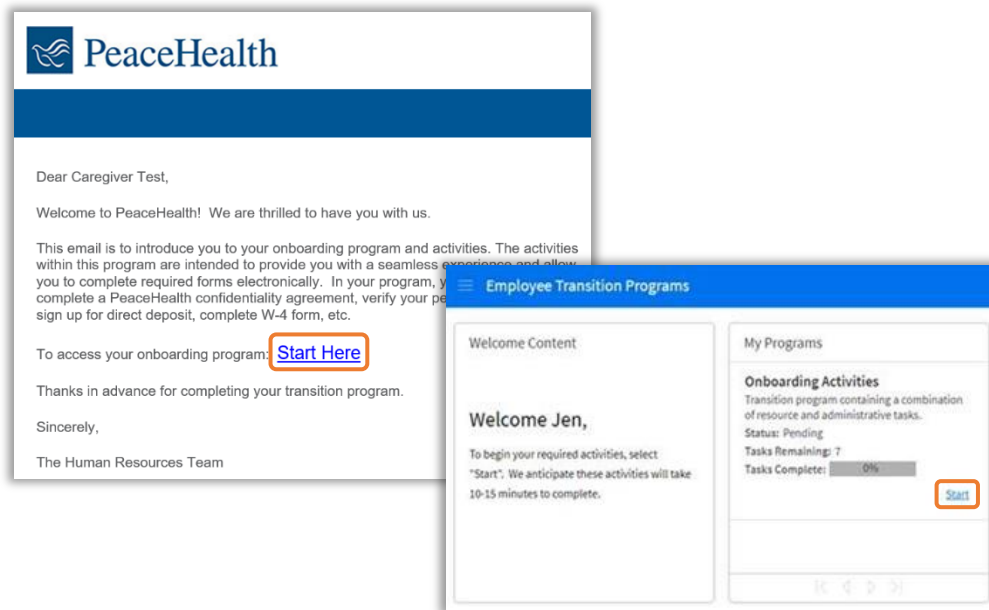 PeaceHealth
Dear Caregiver Test,
Welcome to PeaceHealth! We are thrilled to have you with us.
This email is to introduce you to your onboarding program and activities. The activities
within this program are intended to provide you with a seamless experience and allow
you to complete required forms electronically. In your program,
complete a PeaceHealth confidentiality agreement, verify your
sign up for direct deposit, complete W-4 form, etc.
To access your onboarding program: Start Here
Thanks in advance for completing your transition program.
Sincerely,
The Human Resources Team
Employee Transition Programs
Welcome Content
Welcome Jen,
To begin your required activities, select
"Start". We anticipate these activities will take
10-15 minutes to complete.
My Programs
Onboarding Activities
Transition program containing a combination
of resource and administrative tasks.
Status: Pending
Tasks Remaining: 7
Tasks Complete: 0%
Start